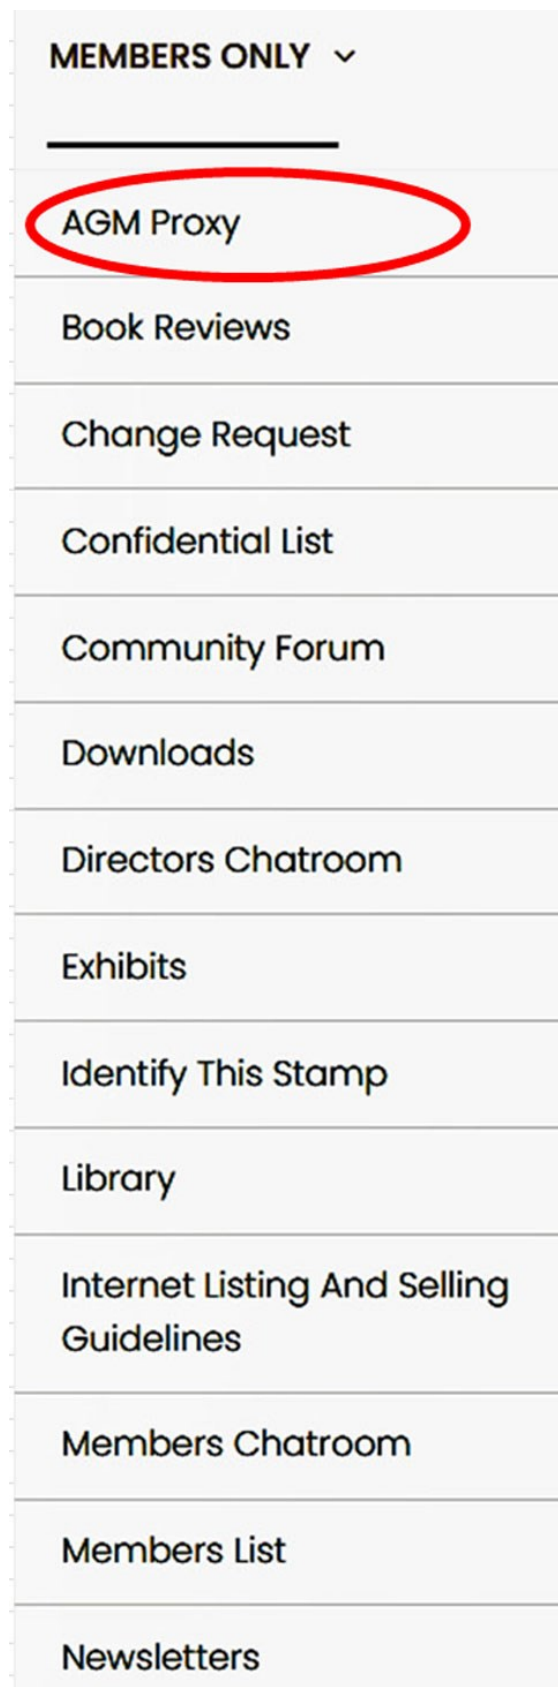 MEMBERS ONLY
AGM Proxy
Book Reviews
Change Request
Confidential List
Community Forum
Downloads
Directors Chatroom
Exhibits
Identify This Stamp
Library
Internet Listing And Selling
Guidelines
Members Chatroom
Members List
Newsletters